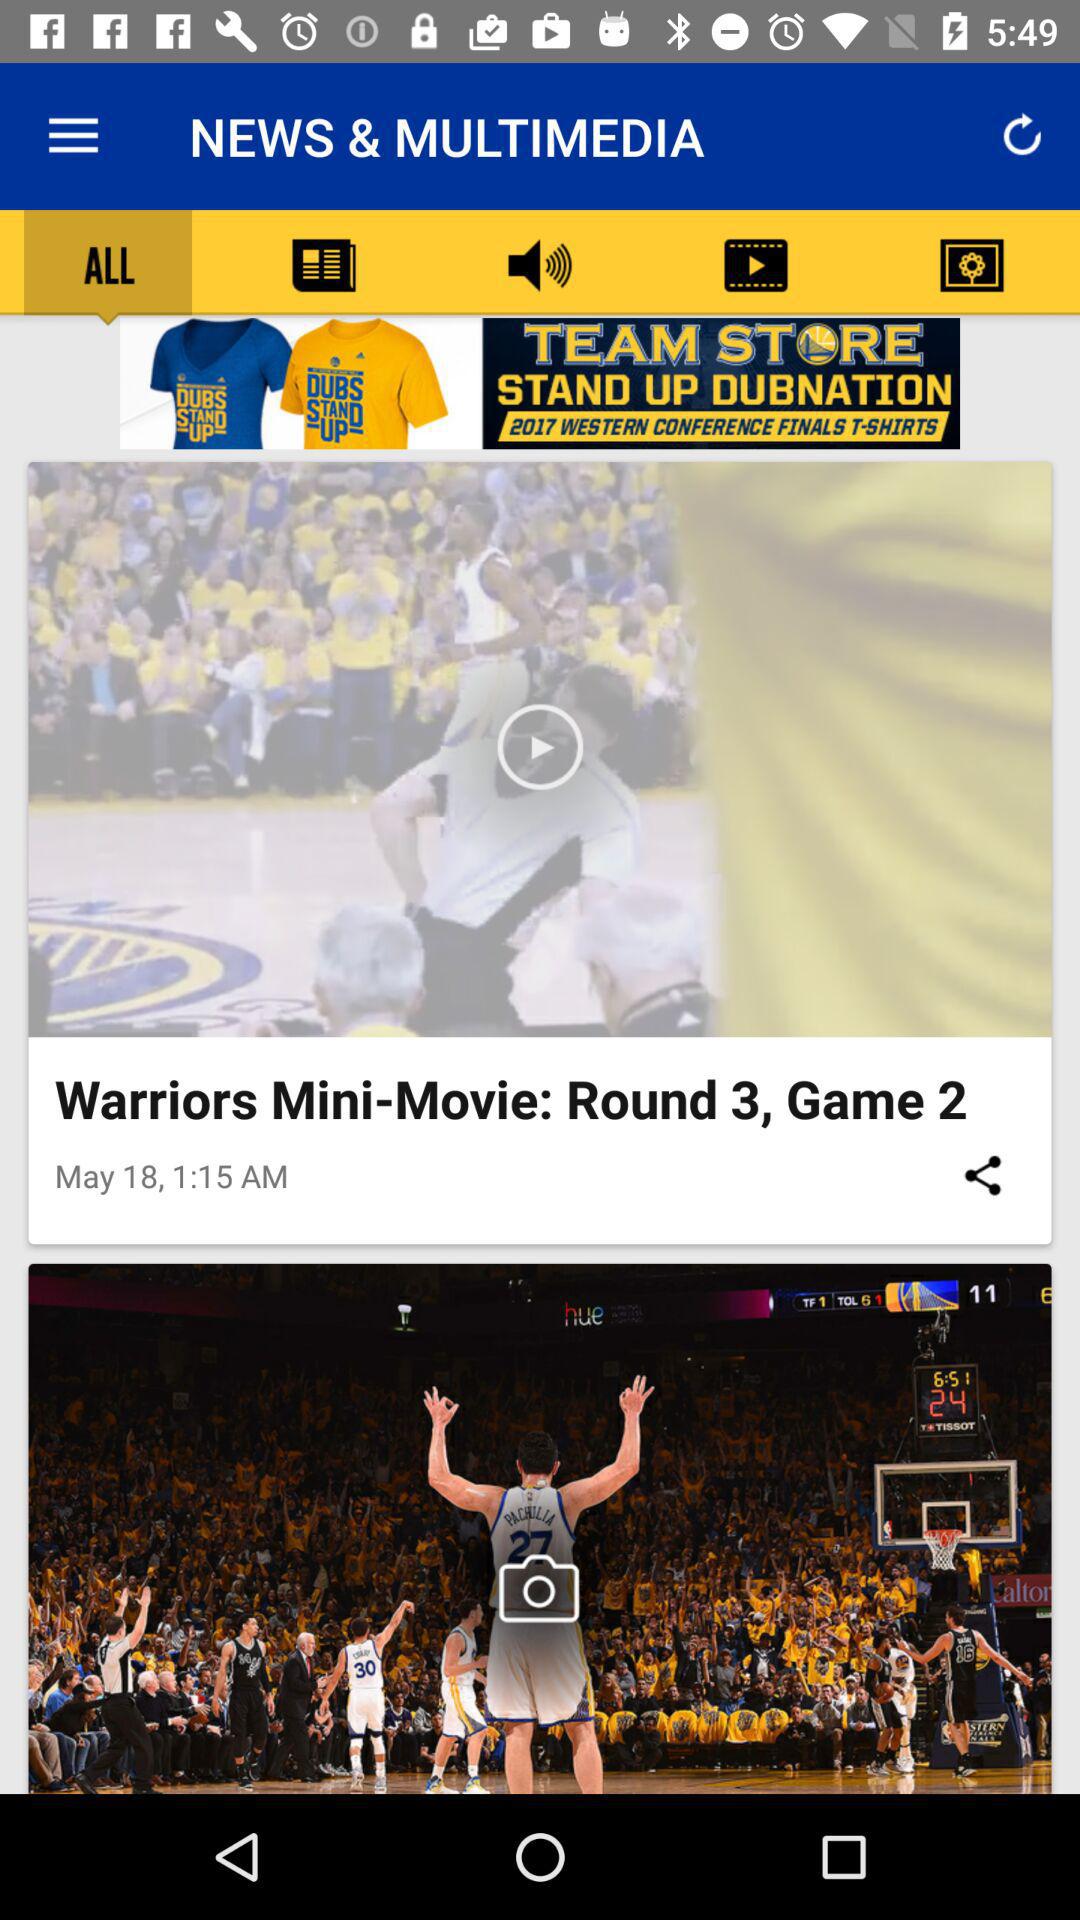 5:49
NEWS & MULTIMEDIA
ALL
DUBS
STAND
UP
DUBS
STAND
UP
TEAM STORE
STAND UP DUBNATION
2017 WESTERN CONFERENCE FINALS T-SHIRTS
Warriors Mini-Movie: Round 3, Game 2
May 18, 1:15 AM
hue
TF 1 TOL 6 1 11 6
6:51
24
TISSOT
PACHULIA
27
30
16